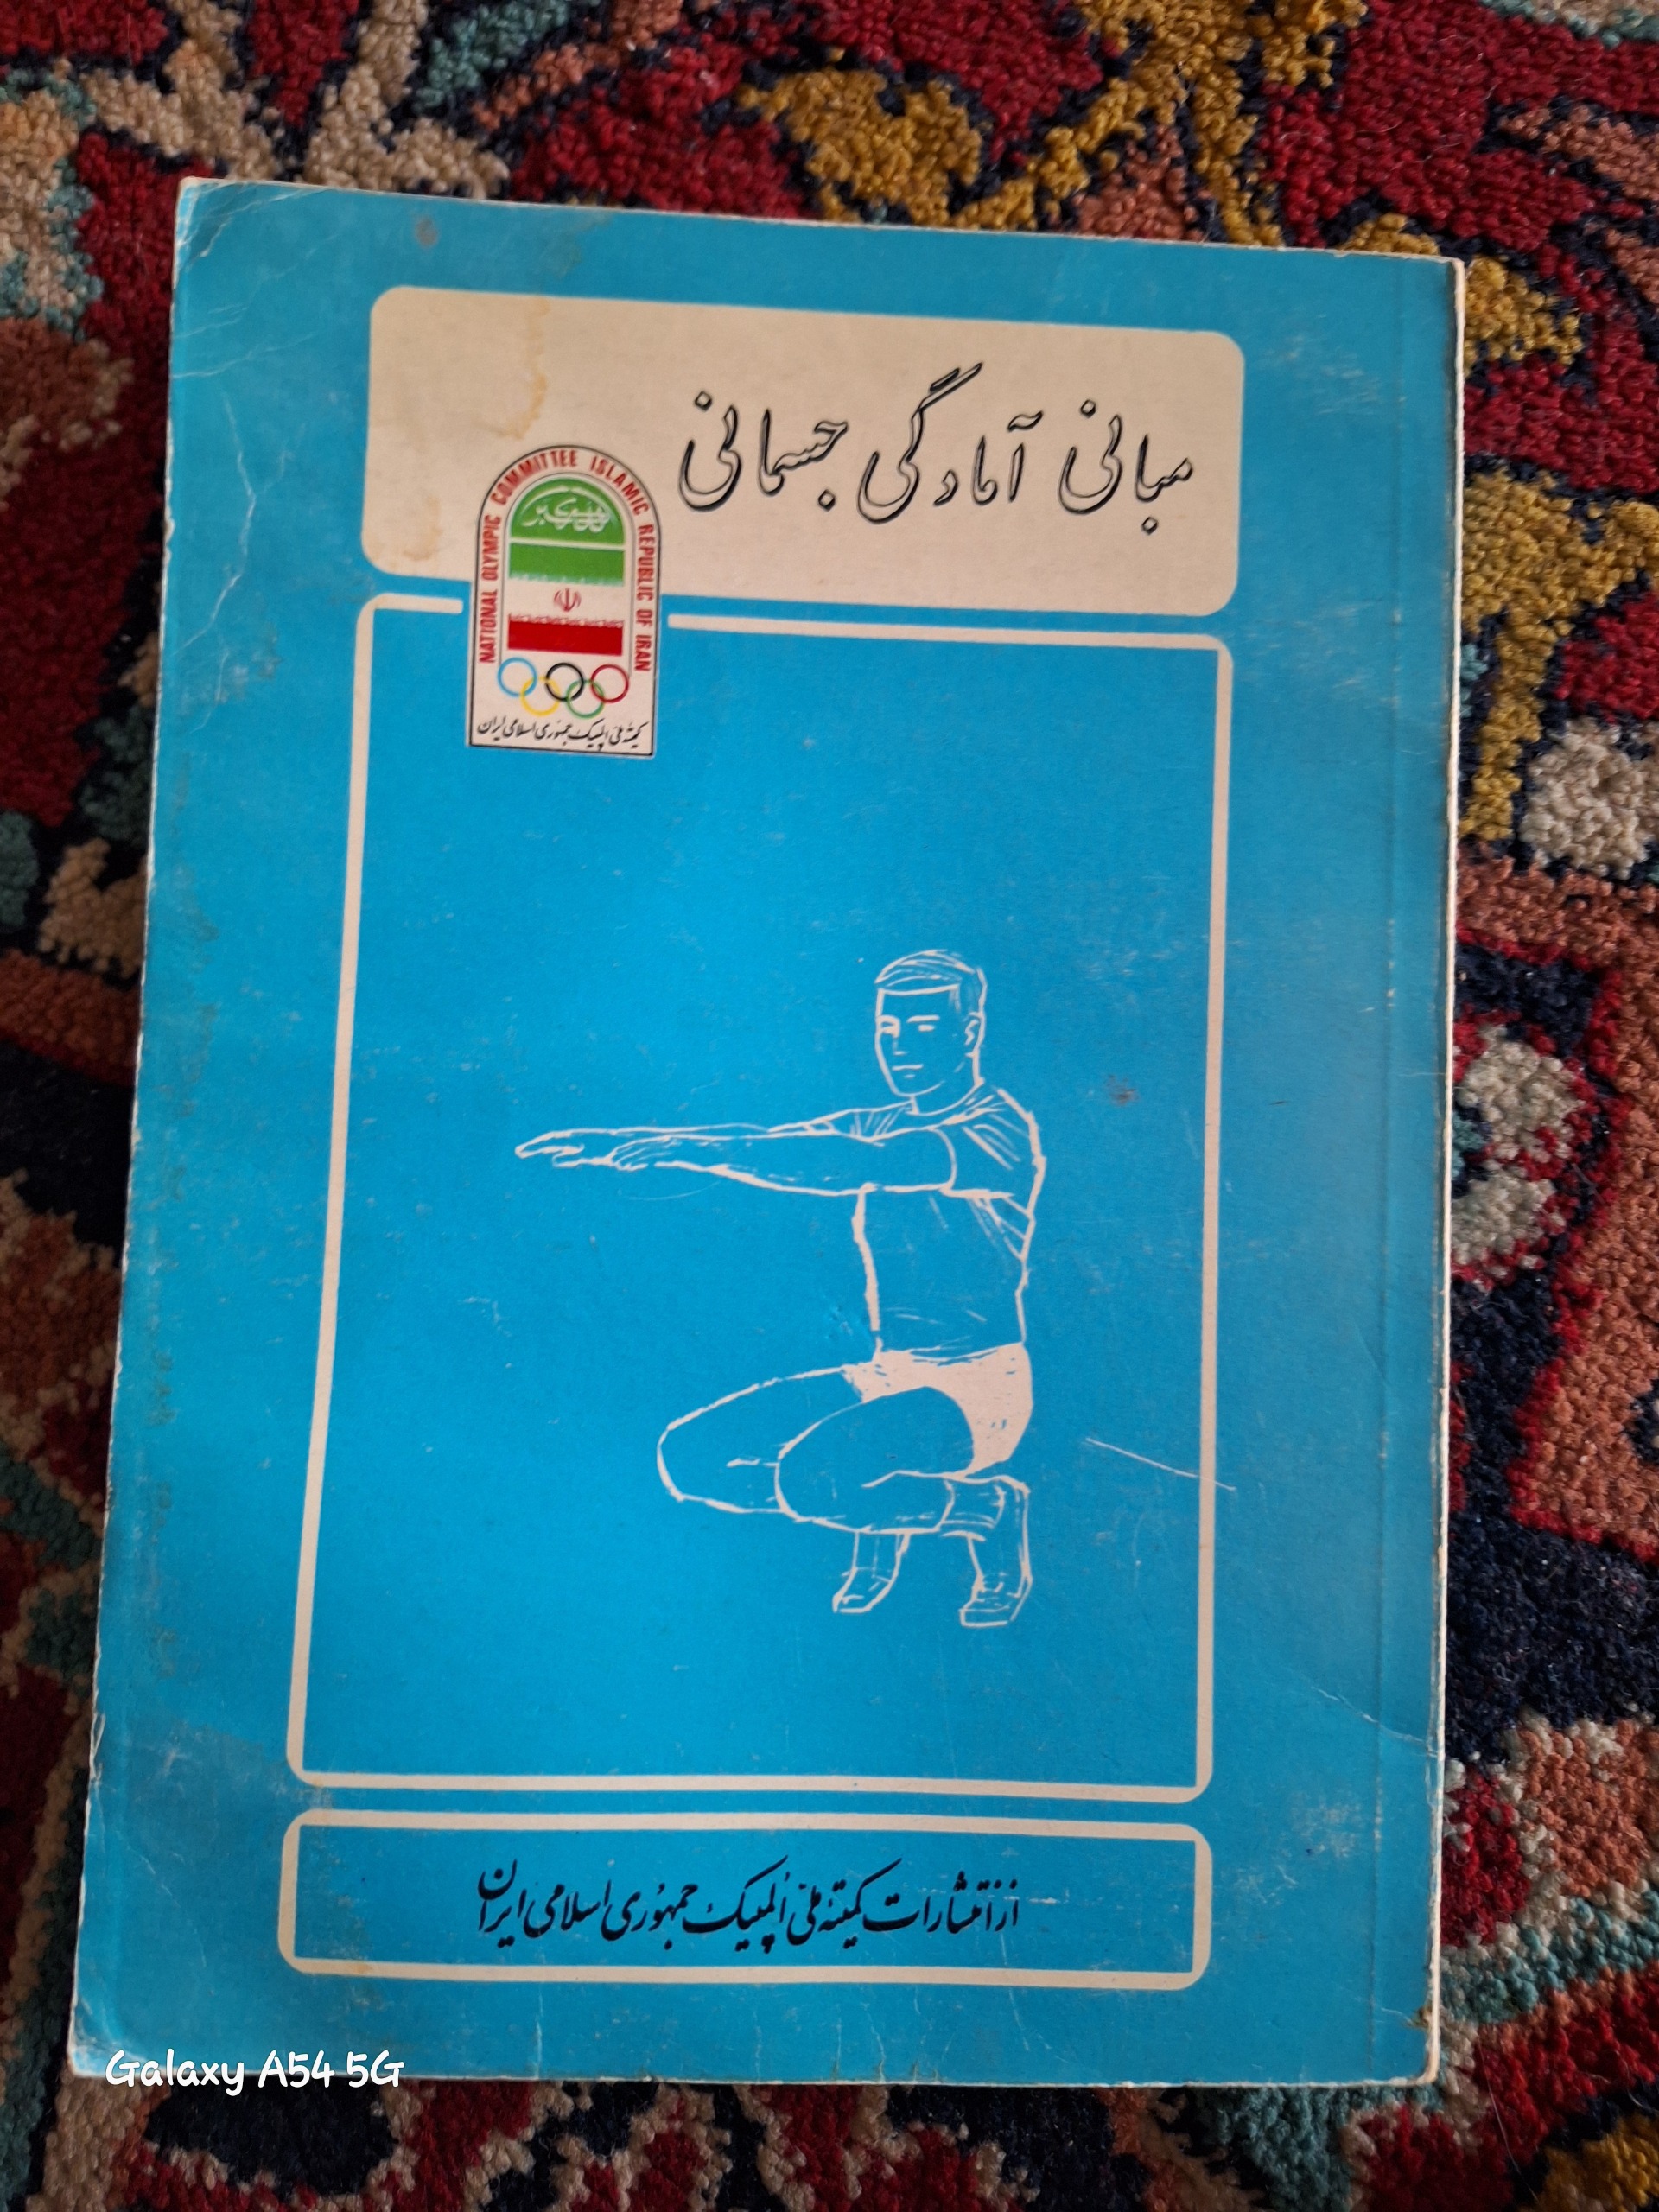 مبانی آمادگی جسمانی
NATIONAL OLYMPIC COMMITTEE ISLAMIC REPUBLIC OF IRAN
کمیته ملی المپیک جمهوری اسلامی ایران
از انتشارات کمیته ملی المپیک جمهوری اسلامی ایران
Galaxy A54 5G